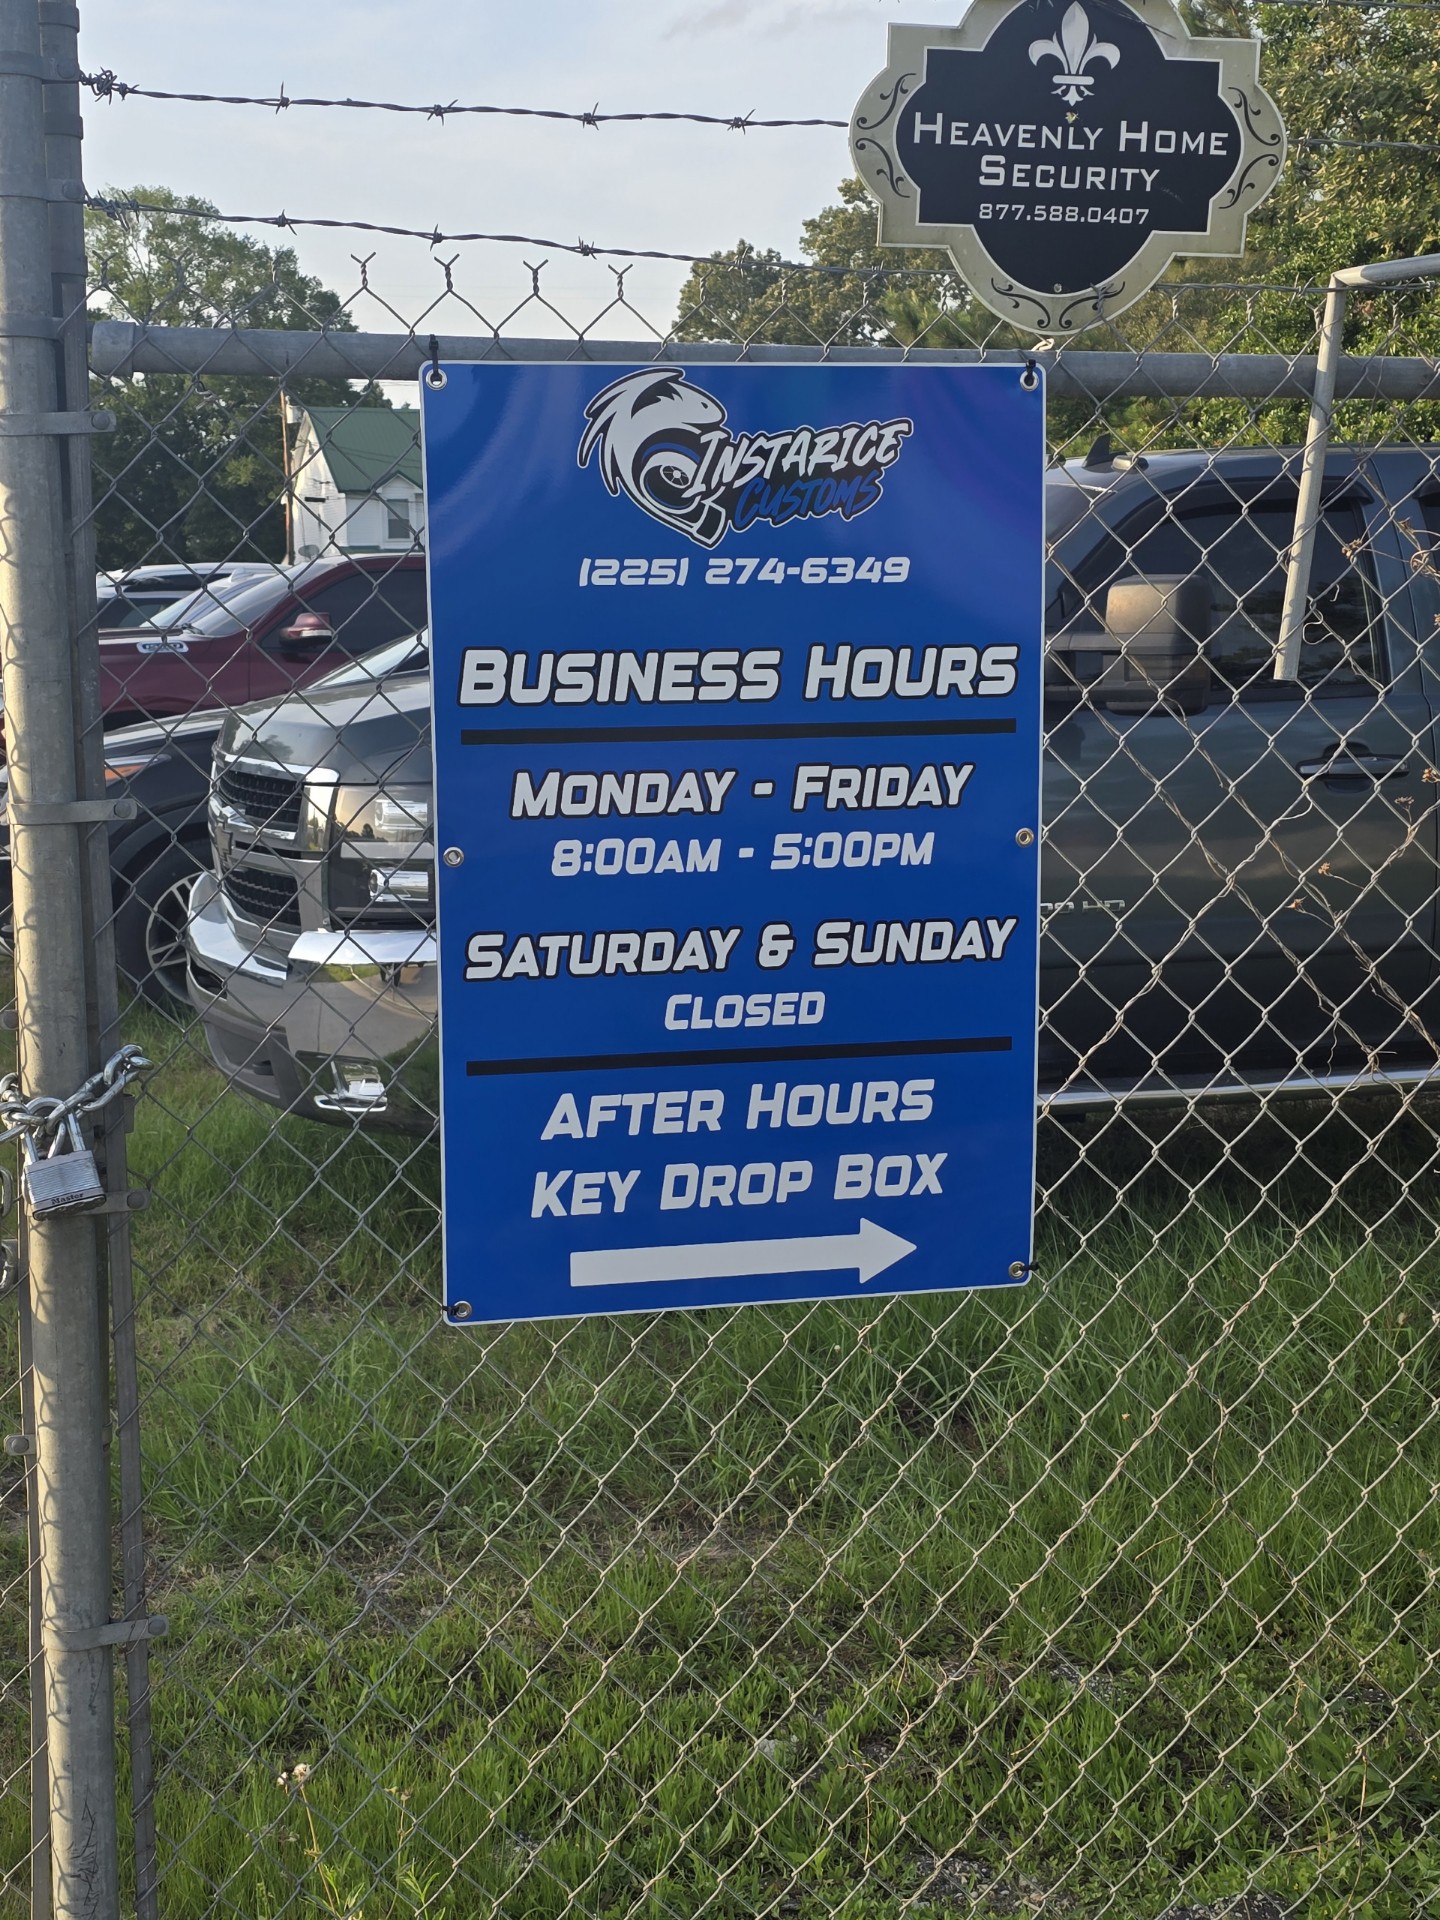 Heavenly Home
Security
877.588.0407
Instarice
Customs
(225) 274-6349
Business Hours
Monday - Friday
8:00AM - 5:00PM
Saturday & Sunday
Closed
After Hours
Key Drop Box
Master